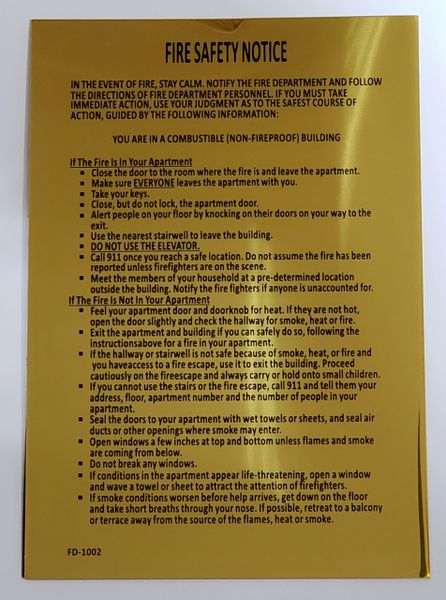 FIRE SAFETY NOTICE
IN THE EVENT OF FIRE, STAY CALM. NOTIFY THE FIRE DEPARTMENT AND FOLLOW
THE DIRECTIONS OF FIRE DEPARTMENT PERSONNEL. IF YOU MUST TAKE
IMMEDIATE ACTION, USE YOUR JUDGMENT AS TO THE SAFEST COURSE OF
ACTION, GUIDED BY THE FOLLOWING INFORMATION:
YOU ARE IN A COMBUSTIBLE (NON-FIREPROOF) BUILDING
If The Fire Is In Your Apartment
▪ Close the door to the room where the fire is and leave the apartment.
▪ Make sure EVERYONE leaves the apartment with you.
▪ Take your keys.
▪ Close, but do not lock, the apartment door.
▪ Alert people on your floor by knocking on their doors on your way to the
exit.
▪ Use the nearest stairwell to leave the building.
▪ DO NOT USE THE ELEVATOR.
▪ Call 911 once you reach a safe location. Do not assume the fire has been
reported unless firefighters are on the scene.
▪ Meet the members of your household at a pre-determined location
outside the building. Notify the fire fighters if anyone is unaccounted for.
If The Fire Is Not In Your Apartment
▪ Feel your apartment door and doorknob for heat. If they are not hot,
open the door slightly and check the hallway for smoke, heat or fire.
▪ Exit the apartment and building if you can safely do so, following the
instructionsabove for a fire in your apartment.
▪ If the hallway or stairwell is not safe because of smoke, heat, or fire and
you haveaccess to a fire escape, use it to exit the building. Proceed
cautiously on the fireescape and always carry or hold onto small children.
▪ If you cannot use the stairs or the fire escape, call 911 and tell them your
address, floor, apartment number and the number of people in your
apartment.
▪ Seal the doors to your apartment with wet towels or sheets, and seal air
ducts or other openings where smoke may enter.
▪ Open windows a few inches at top and bottom unless flames and smoke
are coming from below.
▪ Do not break any windows.
▪ If conditions in the apartment appear life-threatening, open a window
and wave a towel or sheet to attract the attention of firefighters.
▪ If smoke conditions worsen before help arrives, get down on the floor
and take short breaths through your nose. If possible, retreat to a balcony
or terrace away from the source of the flames, heat or smoke.
FD-1002